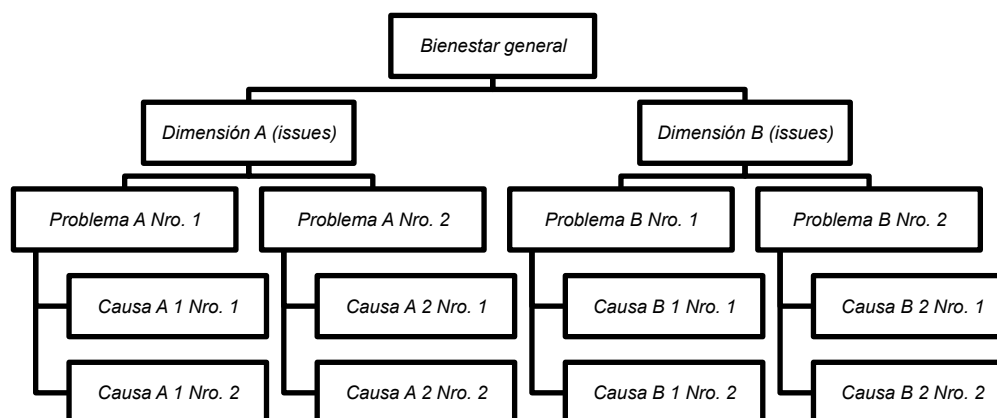 Bienestar general
Dimensión A (issues)
Dimensión B (issues)
Problema A Nro. 1
Problema A Nro. 2
Problema B Nro. 1
Problema B Nro. 2
Causa A 1 Nro. 1
Causa A 2 Nro. 1
Causa B 1 Nro. 1
Causa B 2 Nro. 1
Causa A 1 Nro. 2
Causa A 2 Nro. 2
Causa B 1 Nro. 2
Causa B 2 Nro. 2